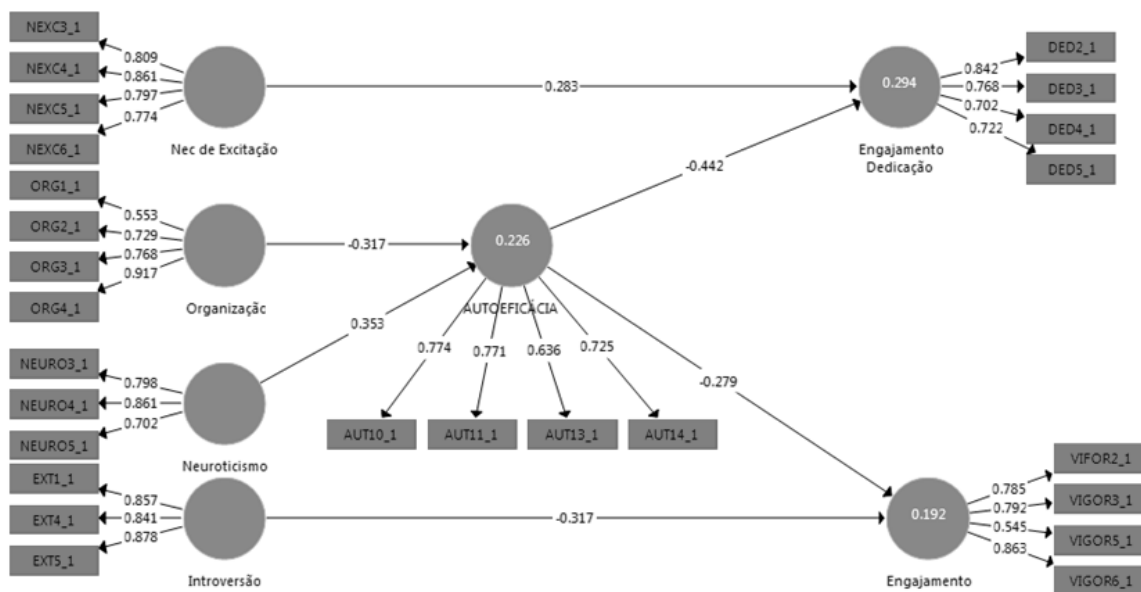 NEXC3_1
NEXC4_1
NEXC5_1
NEXC6_1
0.809
0.861
0.797
0.774
Nec de Excitação
0.283
0.294
Engajamento
Dedicação
0.842
0.768
0.702
0.722
DED2_1
DED3_1
DED4_1
DED5_1
ORG1_1
ORG2_1
ORG3_1
ORG4_1
0.553
0.729
0.768
0.917
Organização
-0.317
-0.442
0.226
AUTOEFICÁCIA
0.353
0.774
0.771
0.636
0.725
AUT10_1
AUT11_1
AUT13_1
AUT14_1
-0.279
NEURO3_1
NEURO4_1
NEURO5_1
0.798
0.861
0.702
Neuroticismo
EXT1_1
EXT4_1
EXT5_1
0.857
0.841
0.878
Introversão
-0.317
0.192
Engajamento
0.785
0.792
0.545
0.863
VIFOR2_1
VIGOR3_1
VIGOR5_1
VIGOR6_1